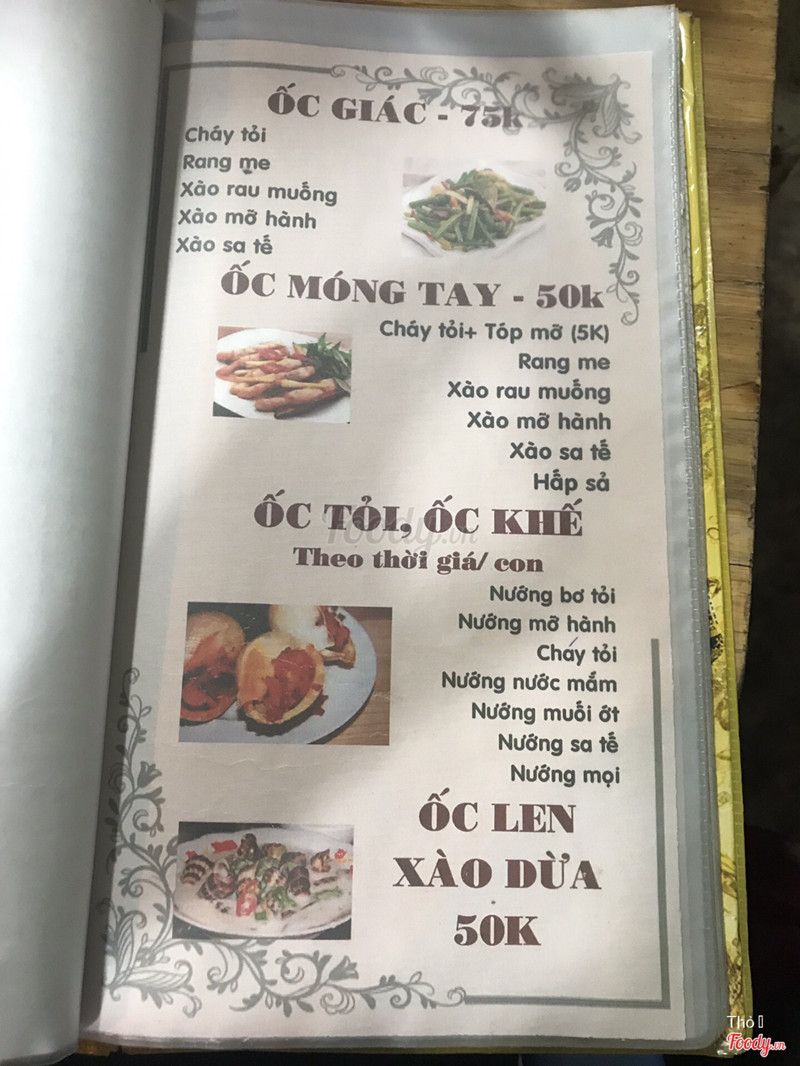 ỐC GIÁC - 75k
Cháy tỏi
Rang me
Xào rau muống
Xào mỡ hành
Xào sa tế
ỐC MÓNG TAY - 50k
Cháy tỏi+ Tóp mỡ (5K)
Rang me
Xào rau muống
Xào mỡ hành
Xào sa tế
Hấp sả
ỐC TỎI, ỐC KHẾ
Foody.vn
Theo thời giá/ con
Nướng bơ tỏi
Nướng mỡ hành
Cháy tỏi
Nướng nước mắm
Nướng muối ớt
Nướng sa tế
Nướng mọi
ỐC LEN
XÀO DỪA
50K
Thỏ
Foody.vn